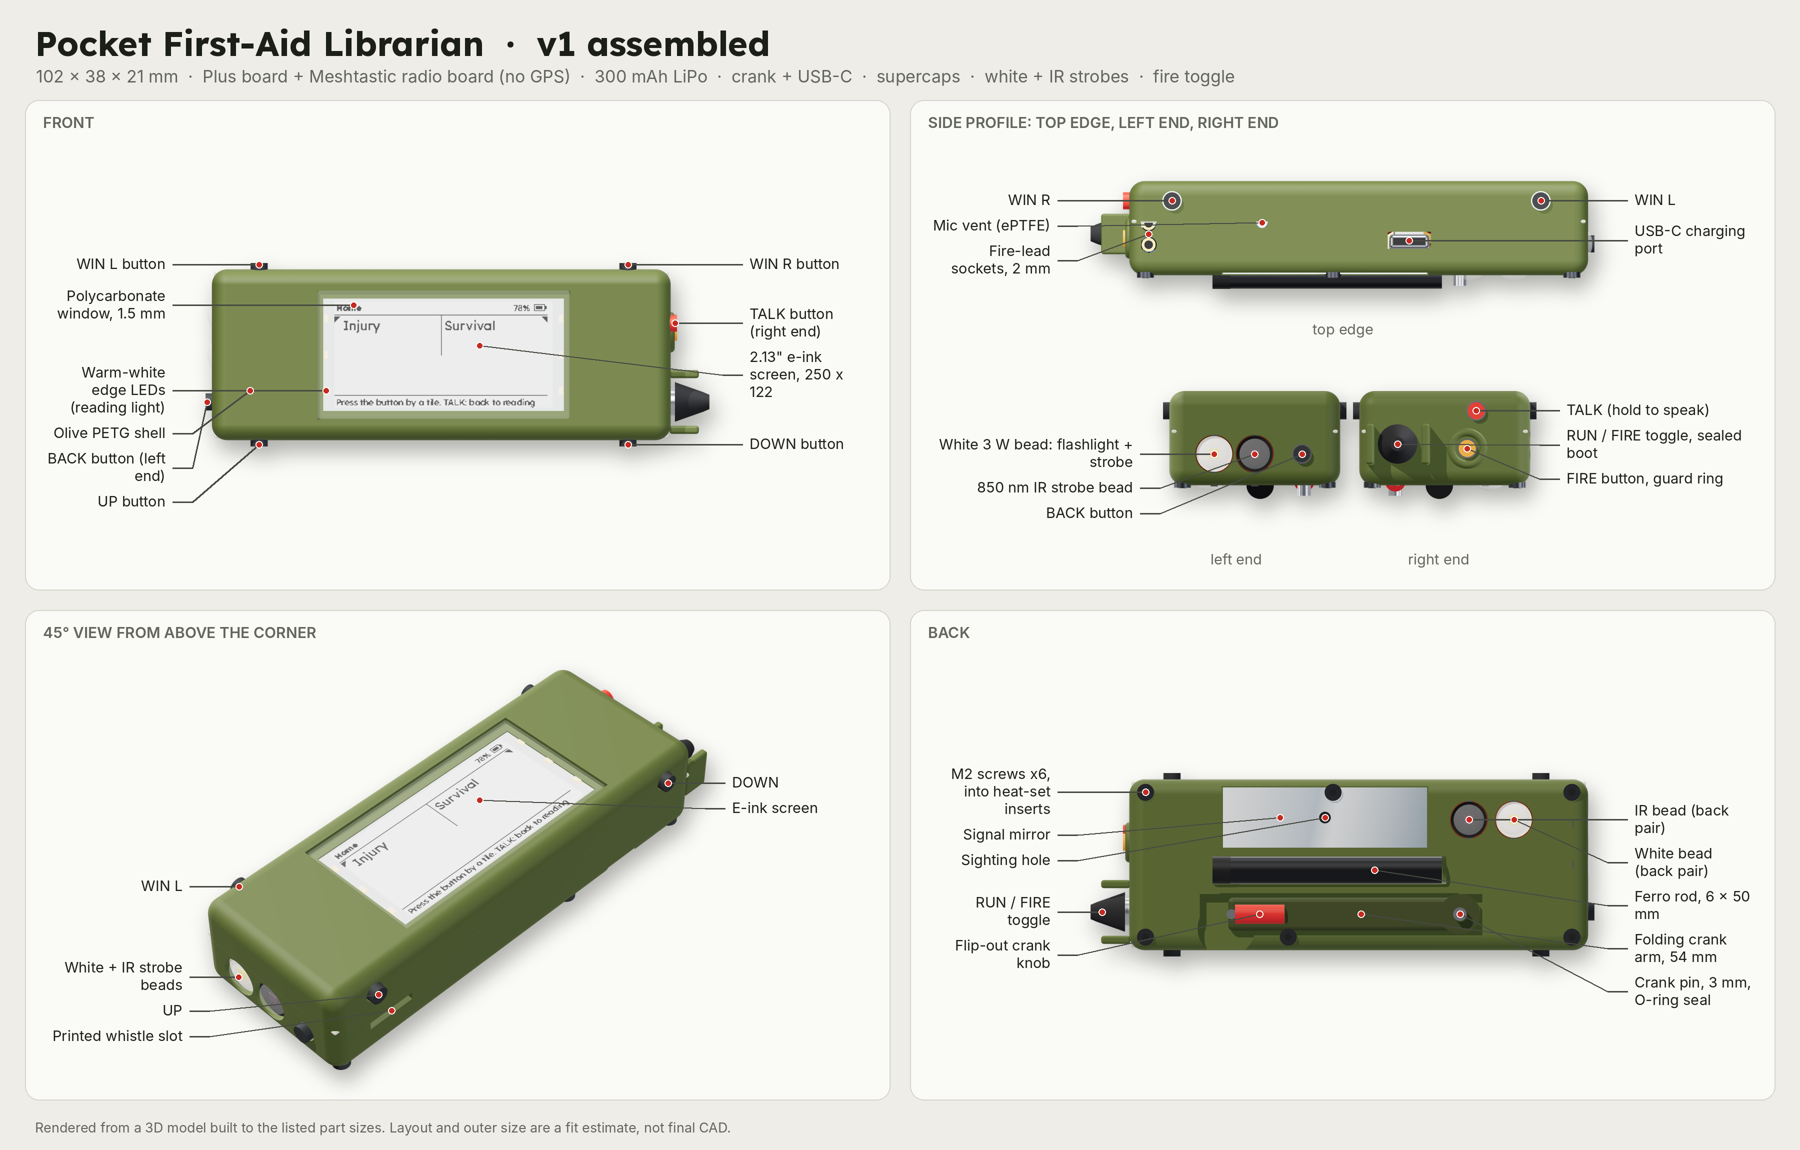 Pocket First-Aid Librarian · v1 assembled
102 × 38 × 21 mm · Plus board + Meshtastic radio board (no GPS) · 300 mAh LiPo · crank + USB-C · supercaps · white + IR strobes · fire toggle
FRONT
WIN L button
Polycarbonate
window, 1.5 mm
Warm-white
edge LEDs
(reading light)
Olive PETG shell
BACK button (left
end)
UP button
Home
78%
Injury
Survival
Press the button by a tile. TALK: back to reading
WIN R button
TALK button
(right end)
2.13" e-ink
screen, 250 x
122
DOWN button
SIDE PROFILE: TOP EDGE, LEFT END, RIGHT END
WIN R
Mic vent (ePTFE)
Fire-lead
sockets, 2 mm
WIN L
USB-C charging
port
top edge
White 3 W bead: flashlight +
strobe
850 nm IR strobe bead
BACK button
TALK (hold to speak)
RUN / FIRE toggle, sealed
boot
FIRE button, guard ring
left end
right end
45° VIEW FROM ABOVE THE CORNER
WIN L
White + IR strobe
beads
UP
Printed whistle slot
Home
78%
Injury
Survival
Press the button by a tile. TALK: back to reading
DOWN
E-ink screen
BACK
M2 screws x6,
into heat-set
inserts
Signal mirror
Sighting hole
RUN / FIRE
toggle
Flip-out crank
knob
IR bead (back
pair)
White bead
(back pair)
Ferro rod, 6 × 50
mm
Folding crank
arm, 54 mm
Crank pin, 3 mm,
O-ring seal
Rendered from a 3D model built to the listed part sizes. Layout and outer size are a fit estimate, not final CAD.